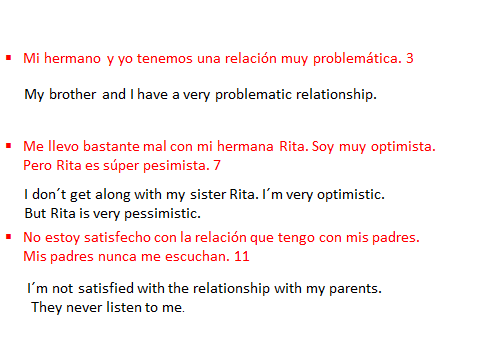 Mi hermano y yo tenemos una relación muy problemática. 3
My brother and I have a very problematic relationship.
Me llevo bastante mal con mi hermana Rita. Soy muy optimista.
Pero Rita es súper pesimista. 7
I don´t get along with my sister Rita. I´m very optimistic.
But Rita is very pessimistic.
No estoy satisfecho con la relación que tengo con mis padres.
Mis padres nunca me escuchan. 11
I´m not satisfied with the relationship with my parents.
They never listen to me.